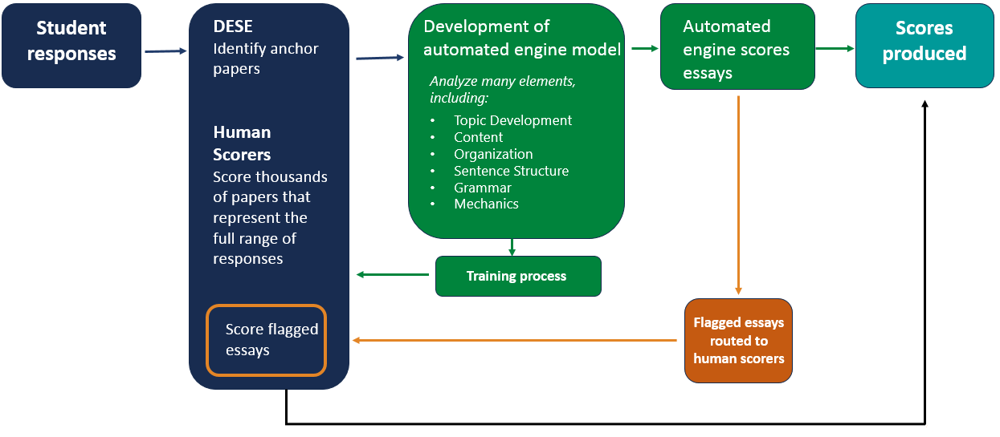 Student
responses
DESE
Identify anchor
papers
Human
Scorers
Score thousands
of papers that
represent the
full range of
responses
Score flagged
essays
Development of
automated engine model
Analyze many elements,
including:
• Topic Development
• Content
• Organization
• Sentence Structure
• Grammar
• Mechanics
Training process
Automated
engine scores
essays
Flagged essays
routed to
human scorers
Scores
produced